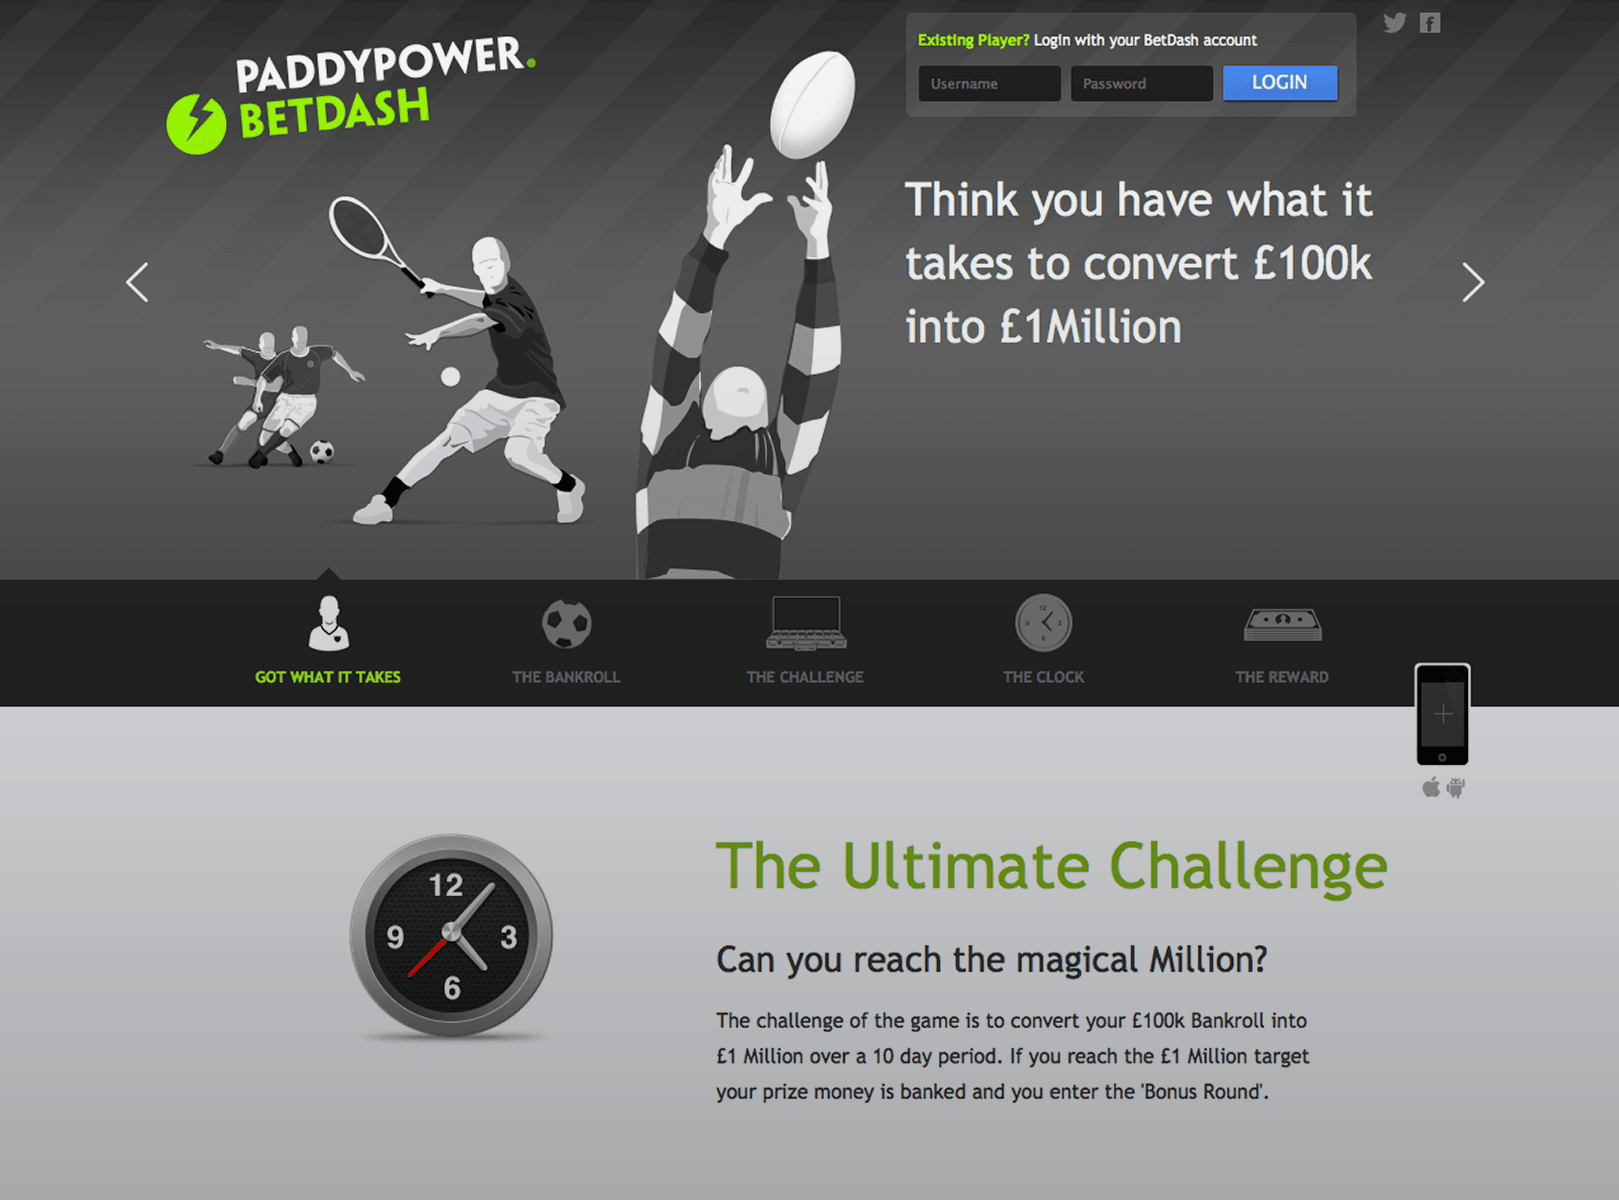 PADDYPOWER.
BETDASH
Existing Player? Login with your BetDash account
Username
Password
LOGIN
Think you have what it
takes to convert £100k
into £1Million
GOT WHAT IT TAKES
THE BANKROLL
THE CHALLENGE
THE CLOCK
THE REWARD
12
9
3
6
12
9
3
6
The Ultimate Challenge
Can you reach the magical Million?
The challenge of the game is to convert your £100k Bankroll into
£1 Million over a 10 day period. If you reach the £1 Million target
your prize money is banked and you enter the 'Bonus Round'.